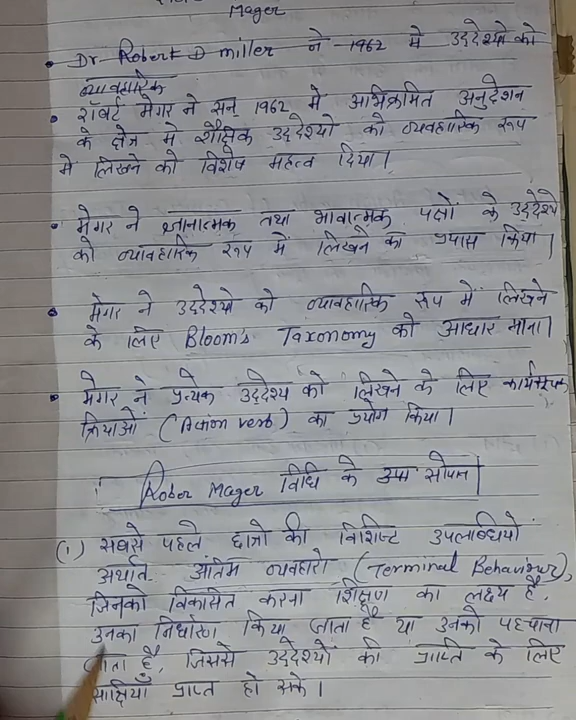 Mager
• Dr. Robert D miller ने 1962 मे उद्देश्यो को
व्यावहारिक
• रॉबर्ट मेगर ने सन् 1962 में अभिक्रमित अनुदेशन
के क्षेत्र मे शैक्षिक उद्देश्यो को व्यवहारिक रूप
मे लिखने को विशेष महत्व दिया।
• मेगर ने ज्ञानात्मक तथा भावात्मक पक्षों के उद्देश्यो
को व्यावहारिक रूप में लिखने का प्रयास किया।
• मेगर ने उद्देश्यो को व्यवहारिक रूप में लिखने
के लिए Bloom's Taxonomy को आधार माना।
• मेगर ने प्रत्येक उद्देश्य को लिखने के लिए कार्यपरक
क्रियाओं (Action verb) का प्रयोग किया।
Rober Mager विधि के सोपान
(1) सबसे पहले छात्रो की विशिष्ट उपलब्धियों
अर्थात अंतिम व्यवहारो (Terminal Behaviour),
जिनको विकासित करना शिक्षण का लक्ष्य है,
उनका निर्धारण किया जाता है या उनको पहचाना
जाता है, जिससे उद्देश्यों की प्राप्ति के लिए
साक्षियाँ प्राप्त हो सके।